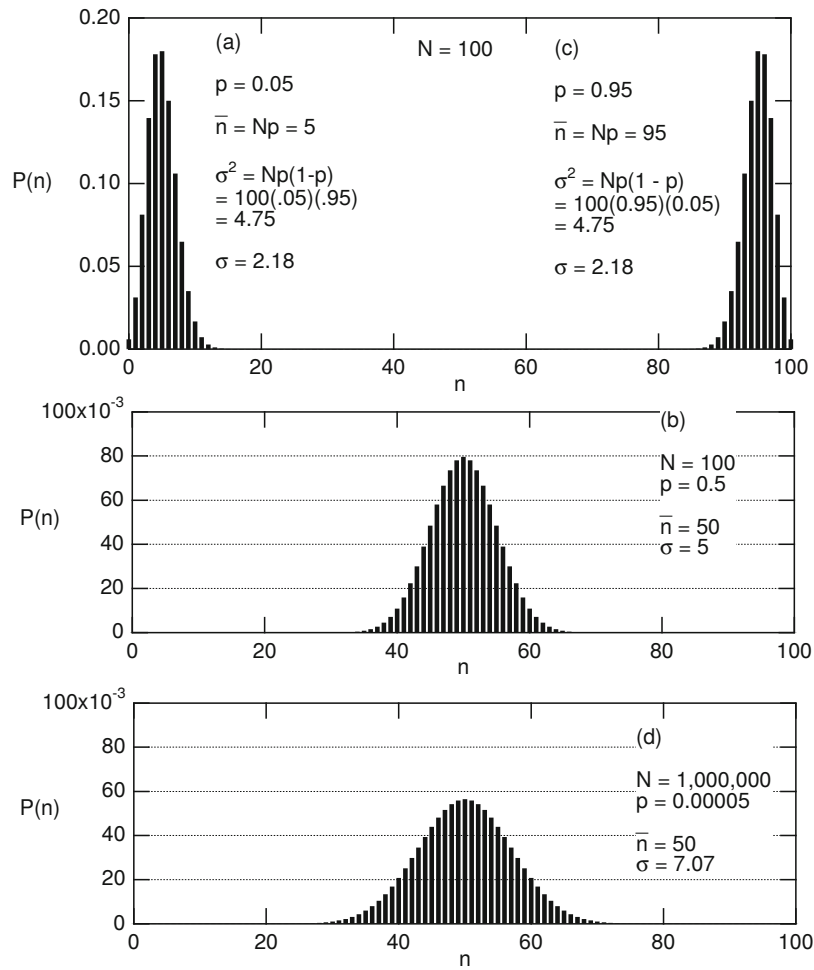 0.20
(a)
N = 100
(c)
p = 0.05
p = 0.95
0.15
n̅ = Np = 5
n̅ = Np = 95
P(n)
0.10
σ² = Np(1-p)
= 100(.05)(.95)
= 4.75
σ² = Np(1 - p)
= 100(0.95)(0.05)
= 4.75
0.05
σ = 2.18
σ = 2.18
0.00
0 20 40 60 80 100
n
100x10⁻³
(b)
80
N = 100
p = 0.5
60
P(n)
n̅ = 50
σ = 5
40
20
0
0 20 40 60 80 100
n
100x10⁻³
(d)
80
N = 1,000,000
p = 0.00005
60
P(n)
n̅ = 50
σ = 7.07
40
20
0
0 20 40 60 80 100
n